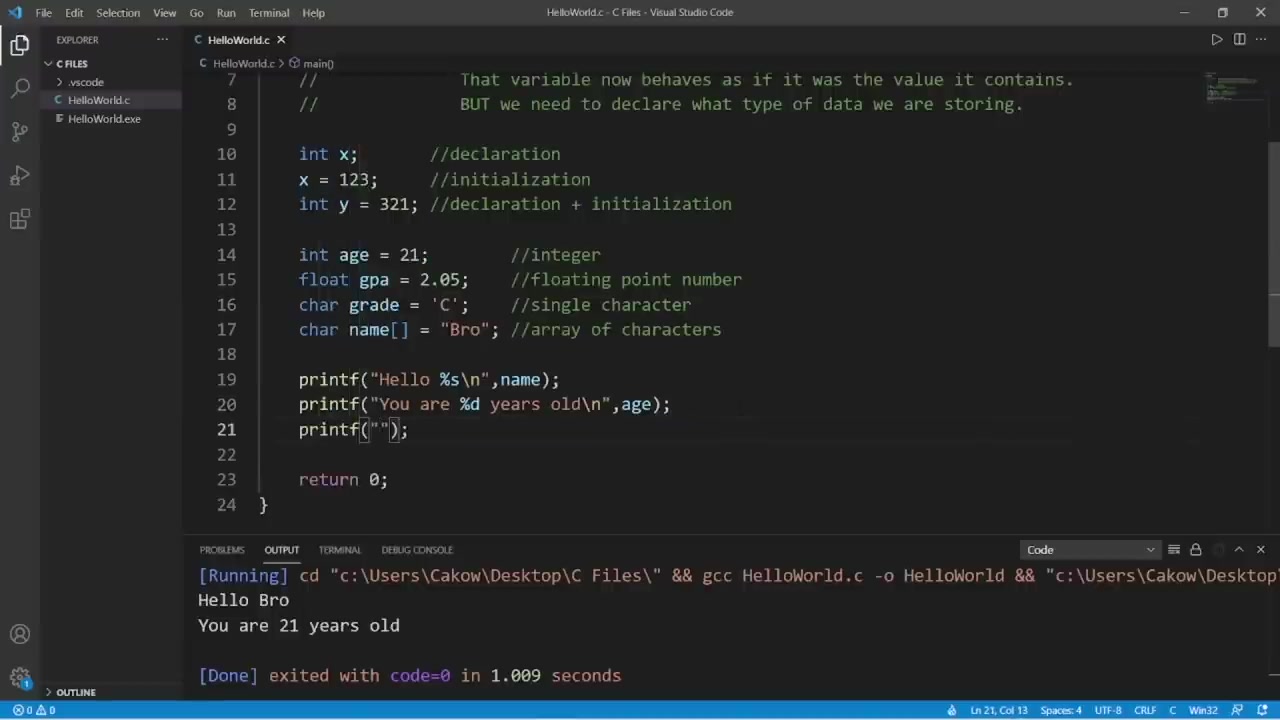 File Edit Selection View Go Run Terminal Help HelloWorld.c - C Files - Visual Studio Code
EXPLORER
C FILES
.vscode
HelloWorld.c
HelloWorld.exe
OUTLINE
HelloWorld.c
HelloWorld.c > main()
7 // That variable now behaves as if it was the value it contains.
8 // BUT we need to declare what type of data we are storing.
9
10 int x; //declaration
11 x = 123; //initialization
12 int y = 321; //declaration + initialization
13
14 int age = 21; //integer
15 float gpa = 2.05; //floating point number
16 char grade = 'C'; //single character
17 char name[] = "Bro"; //array of characters
18
19 printf("Hello %s\n",name);
20 printf("You are %d years old\n",age);
21 printf("");
22
23 return 0;
24 }
PROBLEMS OUTPUT TERMINAL DEBUG CONSOLE Code
[Running] cd "c:\Users\Cakow\Desktop\C Files\" && gcc HelloWorld.c -o HelloWorld && "c:\Users\Cakow\Desktop\
Hello Bro
You are 21 years old
[Done] exited with code=0 in 1.009 seconds
1
0 0 Ln 21, Col 13 Spaces: 4 UTF-8 CRLF C Win32